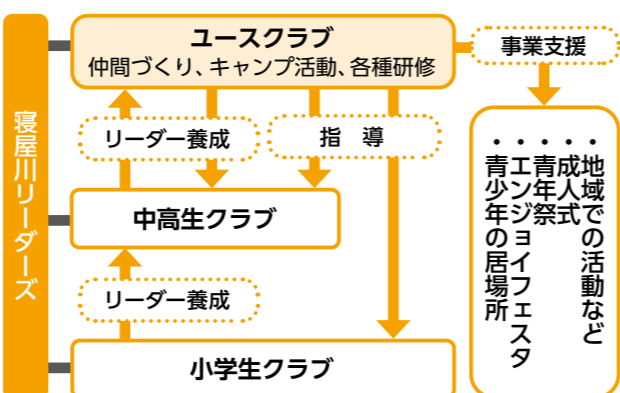 寝屋川リーダーズ
ユースクラブ
仲間づくり、キャンプ活動、各種研修
事業支援
リーダー養成
指　導
中高生クラブ
リーダー養成
小学生クラブ
・地域での活動など
・成人式
・青年祭
・エンジョイフェスタ
・青少年の居場所